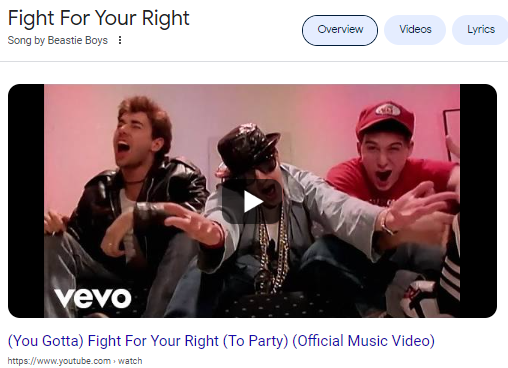 Fight For Your Right
Song by Beastie Boys
Overview
Videos
Lyrics
vevo
(You Gotta) Fight For Your Right (To Party) (Official Music Video)
https://www.youtube.com › watch